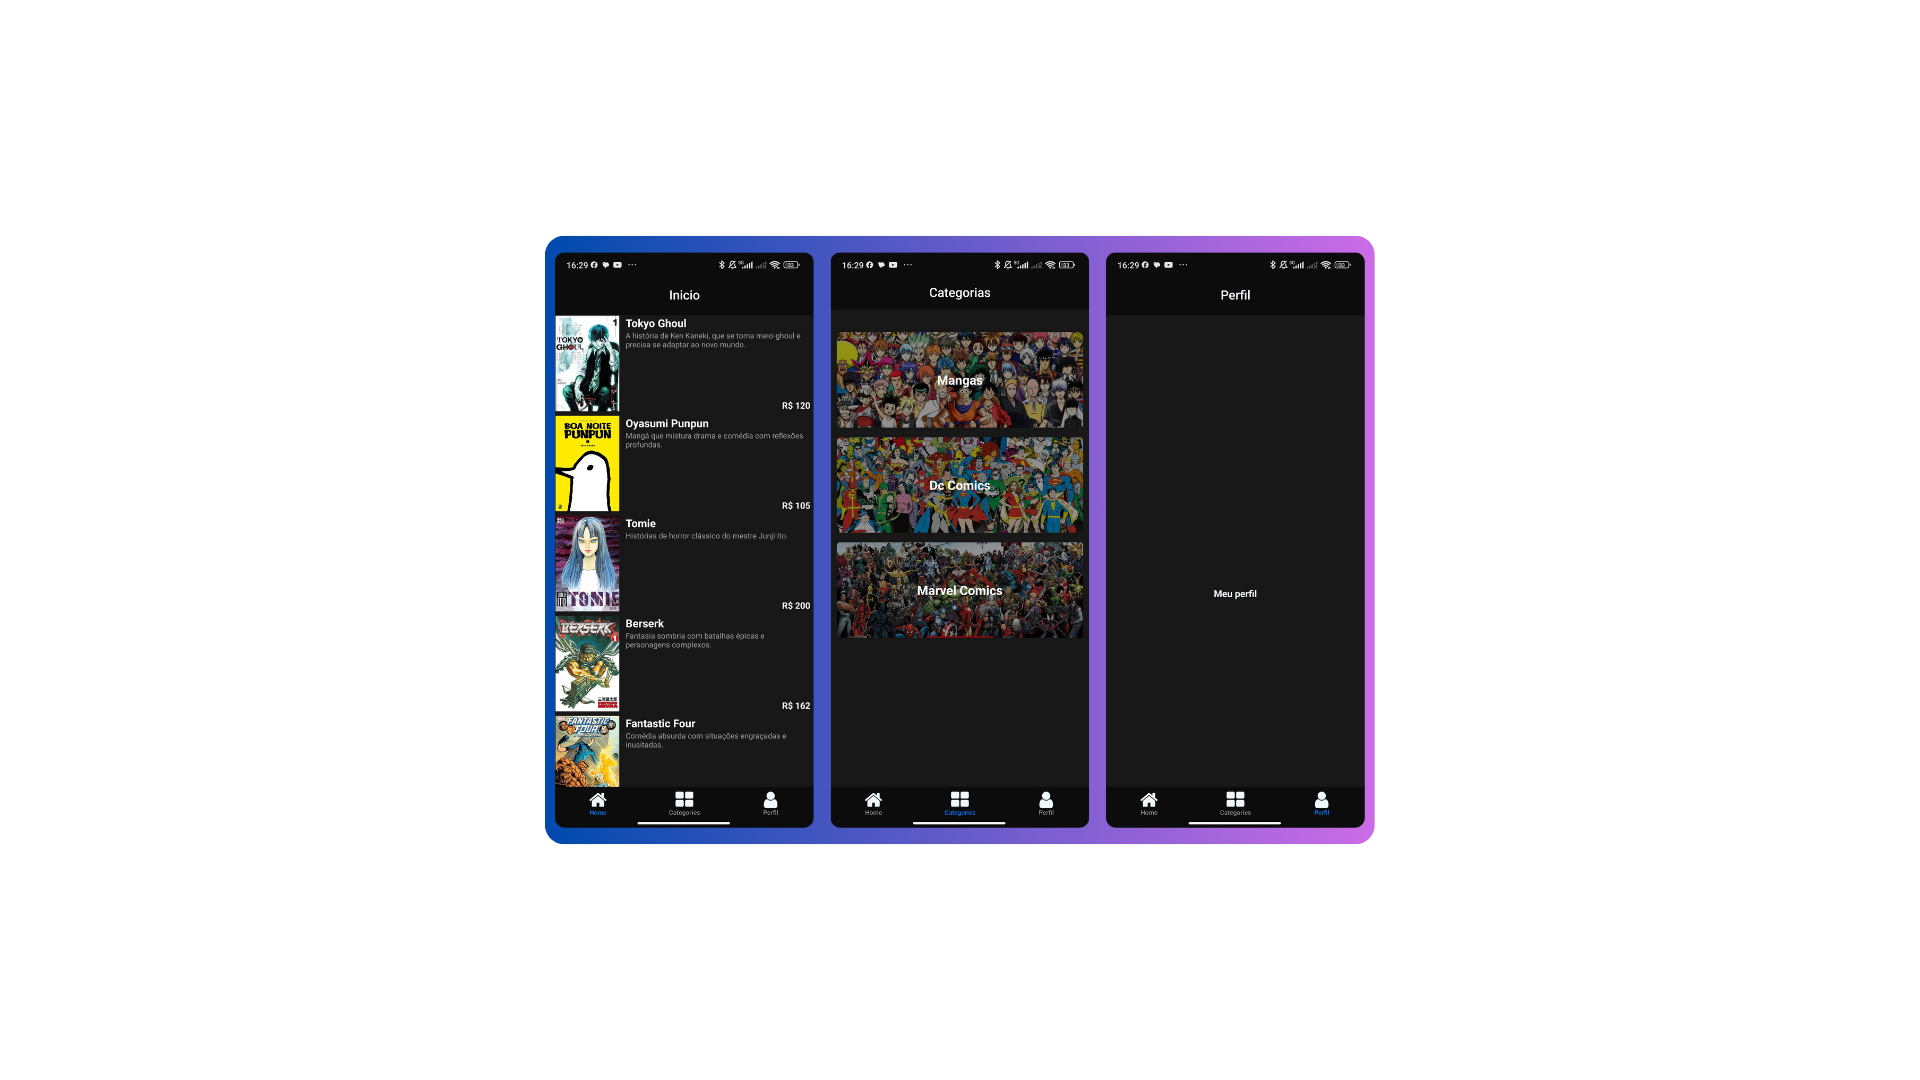 16:29
Inicio
1
TOKYO
GHOUL
Tokyo Ghoul
A história de Ken Kaneki, que se torna meio-ghoul e
precisa se adaptar ao novo mundo.
R$ 120
BOA NOITE
PUNPUN
2
Oyasumi Punpun
Mangá que mistura drama e comédia com reflexões
profundas.
R$ 105
TOMIE
Tomie
Histórias de horror clássico do mestre Junji Ito.
R$ 200
BERSERK
1
Berserk
Fantasia sombria com batalhas épicas e
personagens complexos.
R$ 162
FANTASTIC
FOUR
Fantastic Four
Comédia absurda com situações engraçadas e
inusitadas.
Home
Categories
Perfil
16:29
Categorias
Mangas
Dc Comics
Marvel Comics
Home
Categories
Perfil
16:29
Perfil
Meu perfil
Home
Categories
Perfil